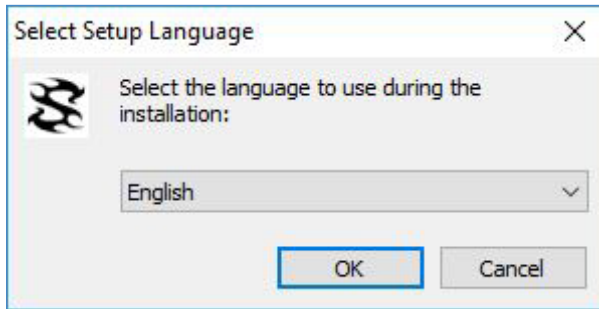 Select Setup Language
Select the language to use during the
installation:
English
OK
Cancel